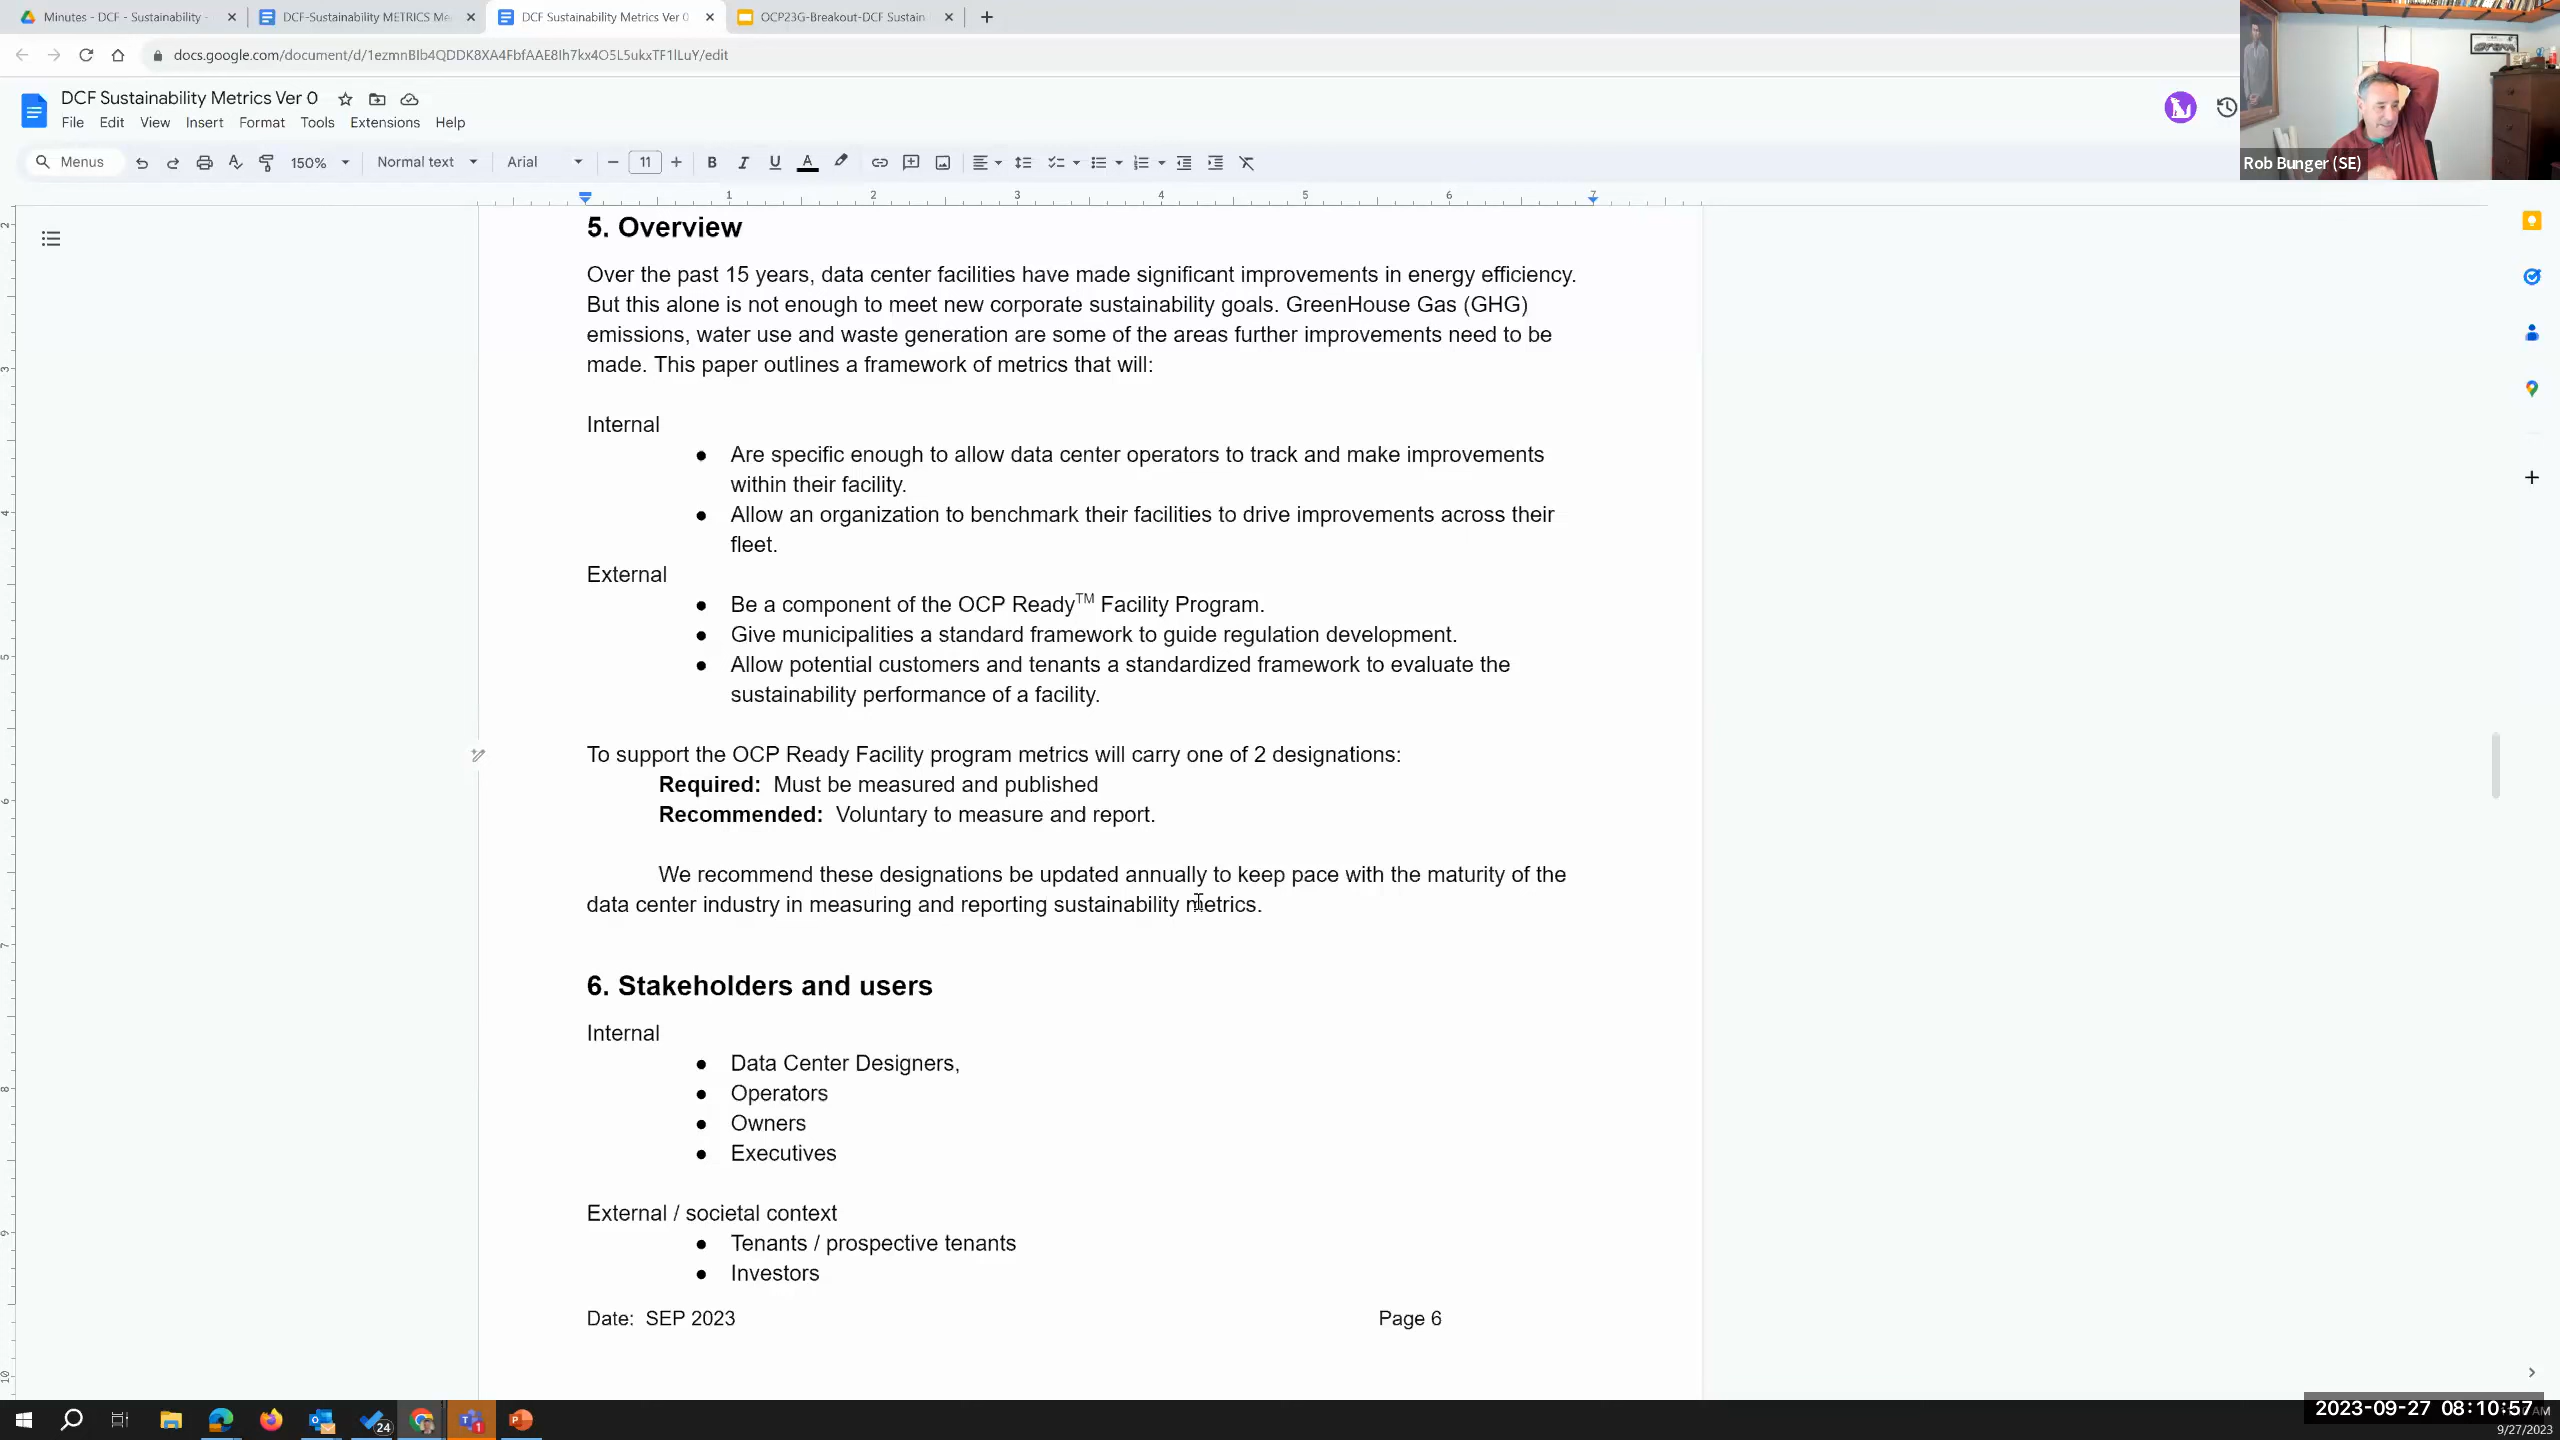 Minutes - DCF - Sustainability -
DCF-Sustainability METRICS Me
DCF Sustainability Metrics Ver 0
OCP23G-Breakout-DCF Sustain
docs.google.com/document/d/1ezmnBIb4QDDK8XA4FbfAAE8Ih7kx4O5L5ukxTF1lLuY/edit
DCF Sustainability Metrics Ver 0
File Edit View Insert Format Tools Extensions Help
Menus 150% Normal text Arial 11
Rob Bunger (SE)
1 2 3 4 5 6 7
5. Overview
Over the past 15 years, data center facilities have made significant improvements in energy efficiency.
But this alone is not enough to meet new corporate sustainability goals. GreenHouse Gas (GHG)
emissions, water use and waste generation are some of the areas further improvements need to be
made. This paper outlines a framework of metrics that will:
Internal
● Are specific enough to allow data center operators to track and make improvements
within their facility.
● Allow an organization to benchmark their facilities to drive improvements across their
fleet.
External
● Be a component of the OCP Ready™ Facility Program.
● Give municipalities a standard framework to guide regulation development.
● Allow potential customers and tenants a standardized framework to evaluate the
sustainability performance of a facility.
To support the OCP Ready Facility program metrics will carry one of 2 designations:
Required: Must be measured and published
Recommended: Voluntary to measure and report.
We recommend these designations be updated annually to keep pace with the maturity of the
data center industry in measuring and reporting sustainability metrics.
6. Stakeholders and users
Internal
● Data Center Designers,
● Operators
● Owners
● Executives
External / societal context
● Tenants / prospective tenants
● Investors
Date: SEP 2023 Page 6
24
1
2023-09-27 08:10:57
9/27/2023